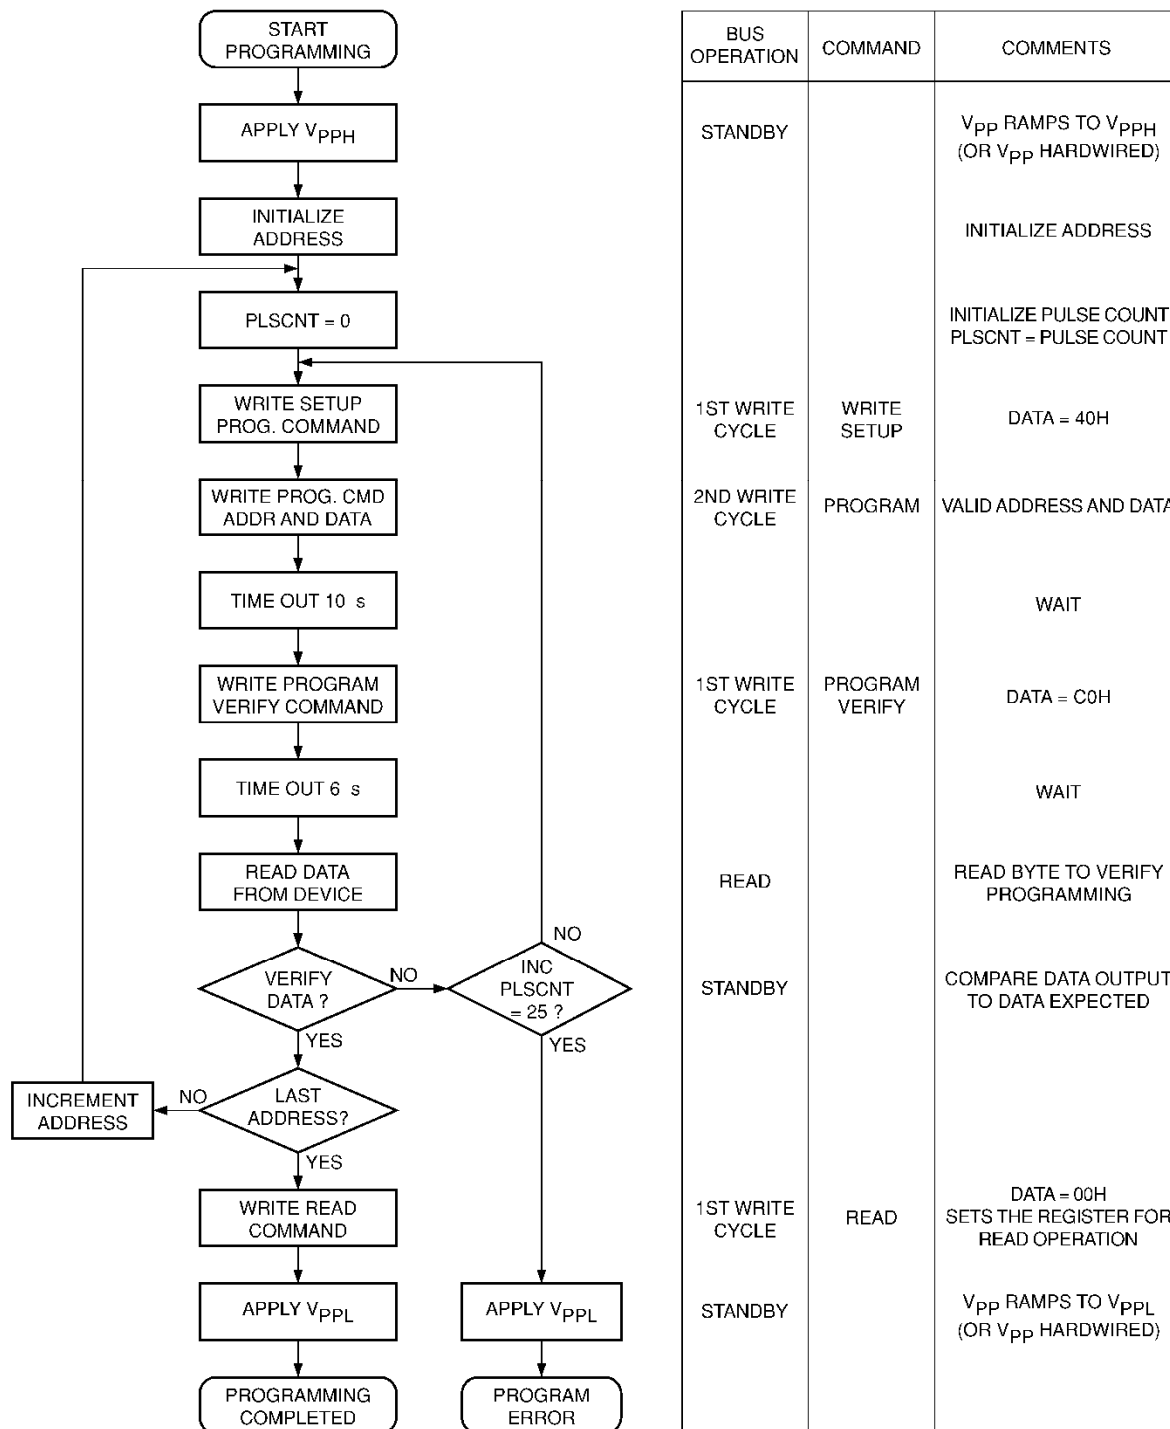 START
PROGRAMMING
APPLY VPPH
INITIALIZE
ADDRESS
PLSCNT = 0
WRITE SETUP
PROG. COMMAND
WRITE PROG. CMD
ADDR AND DATA
TIME OUT 10 s
WRITE PROGRAM
VERIFY COMMAND
TIME OUT 6 s
READ DATA
FROM DEVICE
VERIFY
DATA ?
NO
YES
INC
PLSCNT
= 25 ?
NO
YES
LAST
ADDRESS?
NO
YES
INCREMENT
ADDRESS
WRITE READ
COMMAND
APPLY VPPL
APPLY VPPL
PROGRAMMING
COMPLETED
PROGRAM
ERROR
BUS
OPERATION
COMMAND
COMMENTS
STANDBY
VPP RAMPS TO VPPH
(OR VPP HARDWIRED)
INITIALIZE ADDRESS
INITIALIZE PULSE COUNT
PLSCNT = PULSE COUNT
1ST WRITE
CYCLE
WRITE
SETUP
DATA = 40H
2ND WRITE
CYCLE
PROGRAM
VALID ADDRESS AND DATA
WAIT
1ST WRITE
CYCLE
PROGRAM
VERIFY
DATA = C0H
WAIT
READ
READ BYTE TO VERIFY
PROGRAMMING
STANDBY
COMPARE DATA OUTPUT
TO DATA EXPECTED
1ST WRITE
CYCLE
READ
DATA = 00H
SETS THE REGISTER FOR
READ OPERATION
STANDBY
VPP RAMPS TO VPPL
(OR VPP HARDWIRED)